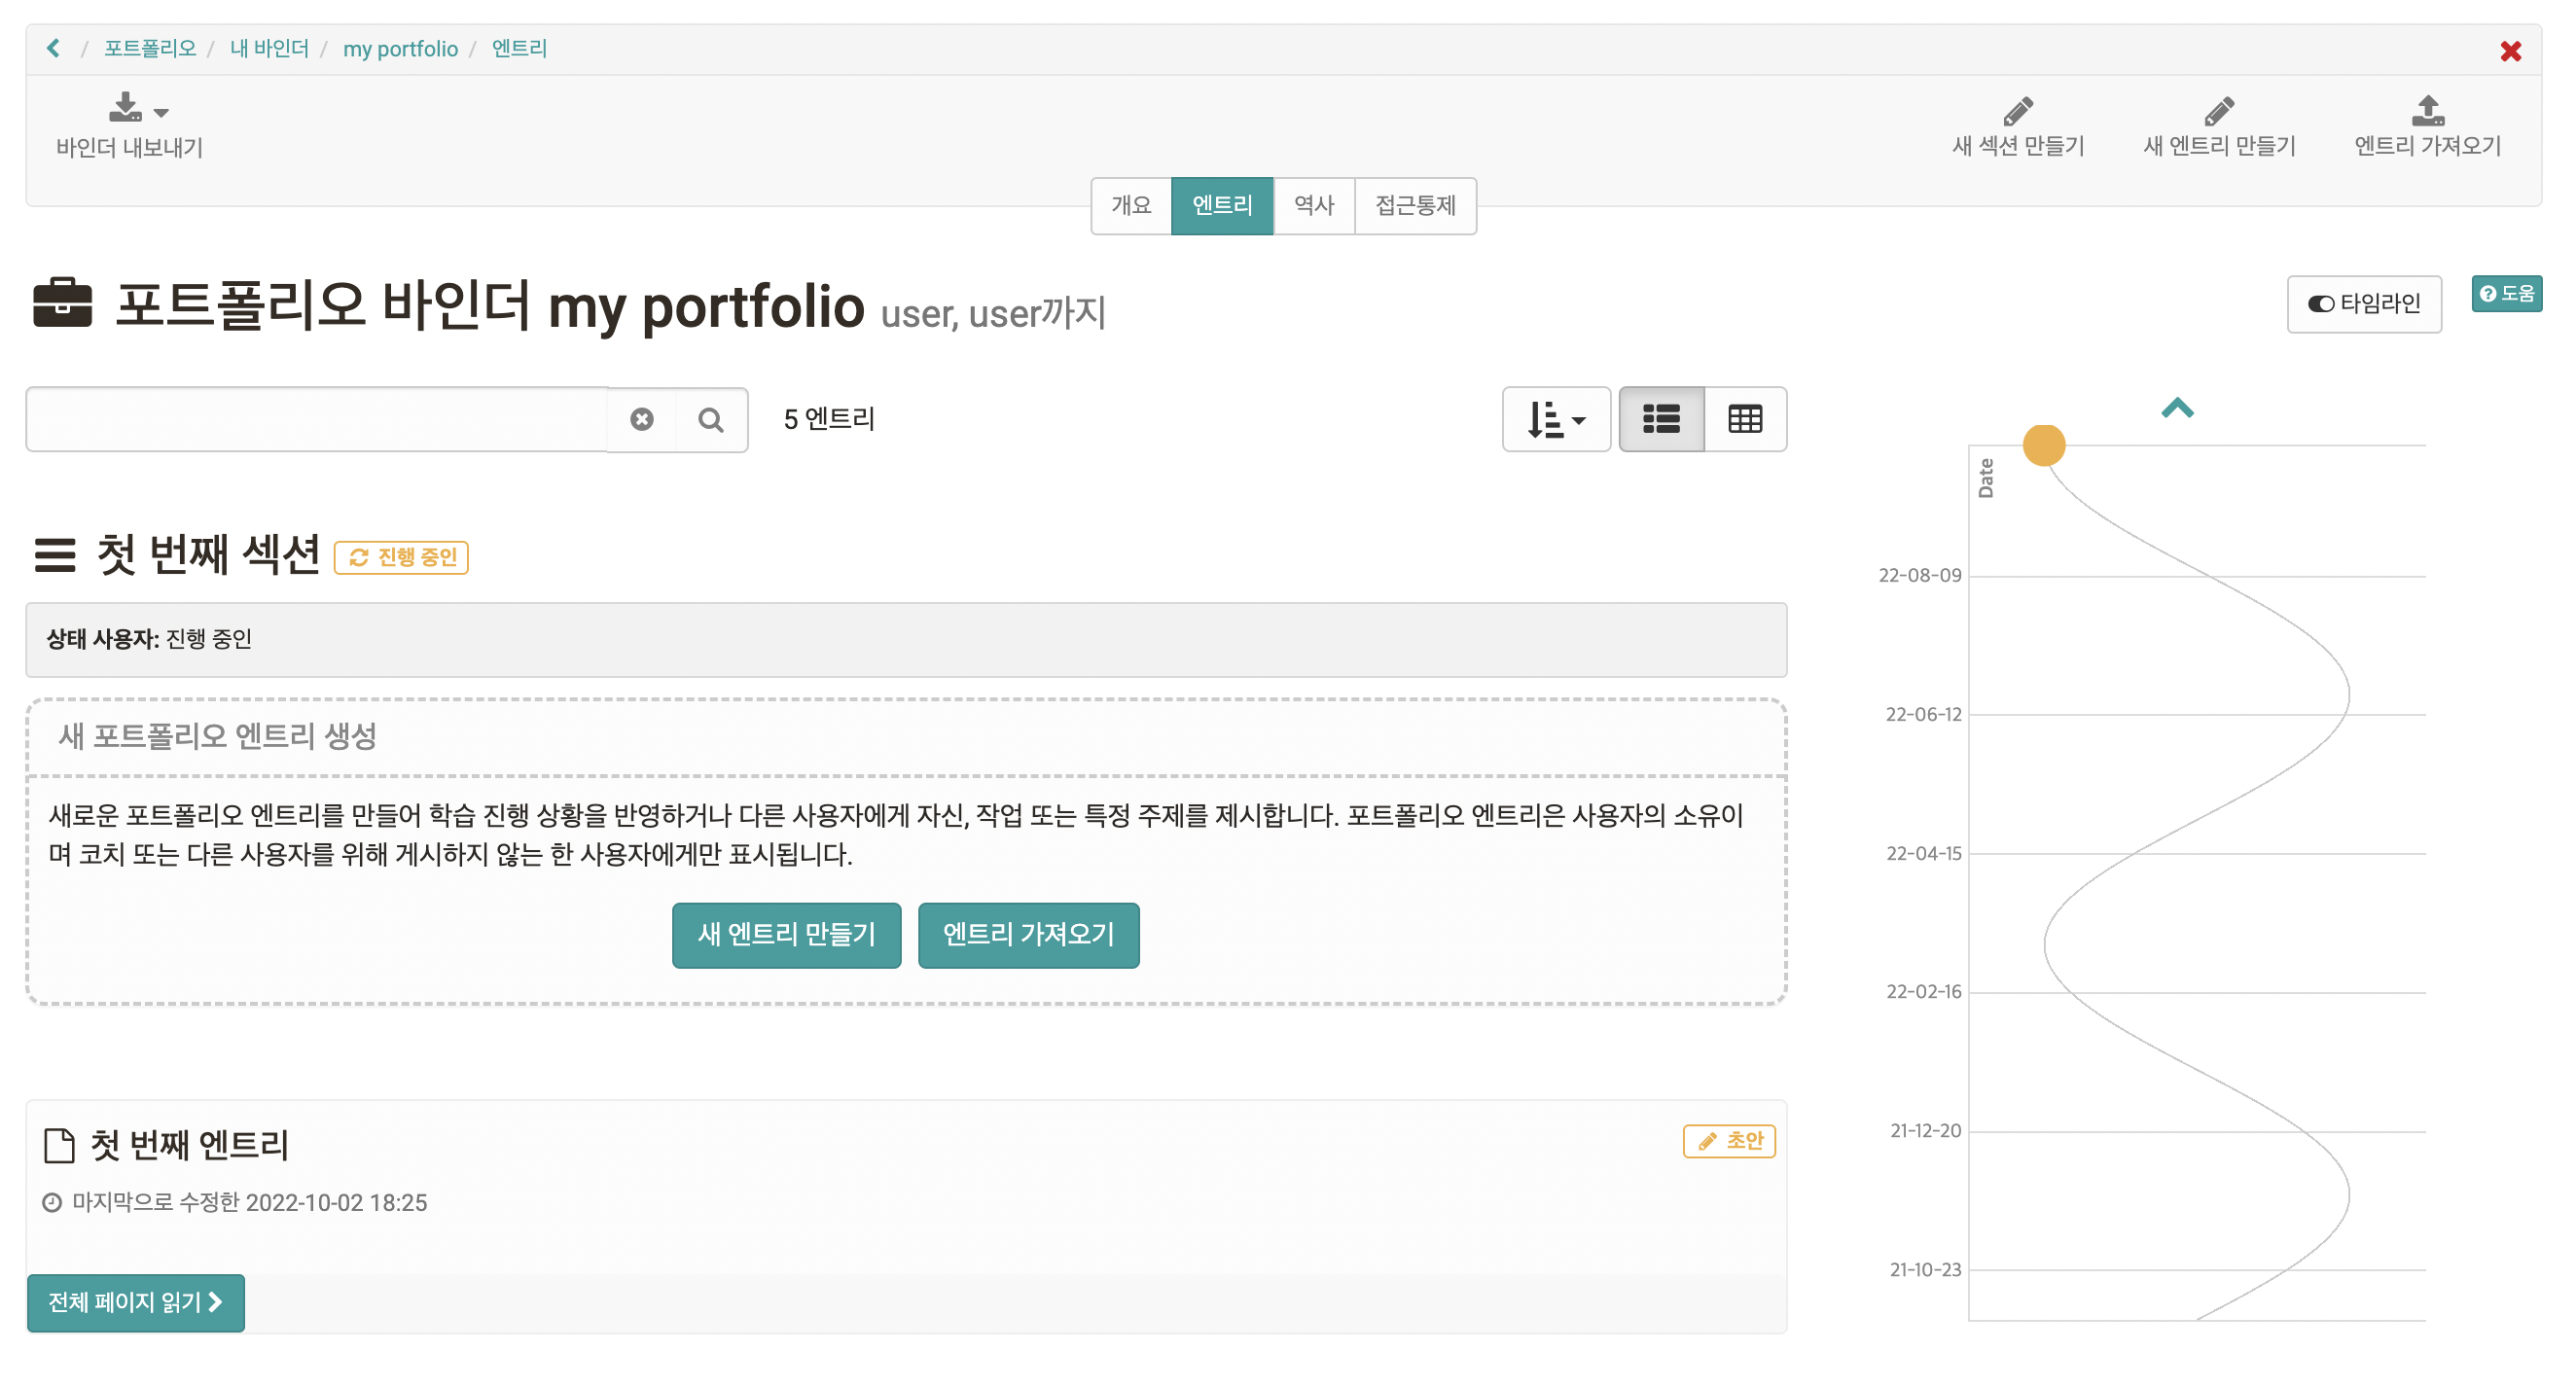 / 포트폴리오 / 내 바인더 / my portfolio / 엔트리
바인더 내보내기
새 섹션 만들기
새 엔트리 만들기
엔트리 가져오기
개요
엔트리
역사
접근통제
포트폴리오 바인더 my portfolio user, user까지
타임라인
도움
5 엔트리
첫 번째 섹션
진행 중인
상태 사용자: 진행 중인
새 포트폴리오 엔트리 생성
새로운 포트폴리오 엔트리를 만들어 학습 진행 상황을 반영하거나 다른 사용자에게 자신, 작업 또는 특정 주제를 제시합니다. 포트폴리오 엔트리은 사용자의 소유이
며 코치 또는 다른 사용자를 위해 게시하지 않는 한 사용자에게만 표시됩니다.
새 엔트리 만들기
엔트리 가져오기
첫 번째 엔트리
초안
마지막으로 수정한 2022-10-02 18:25
전체 페이지 읽기
Date
22-08-09
22-06-12
22-04-15
22-02-16
21-12-20
21-10-23